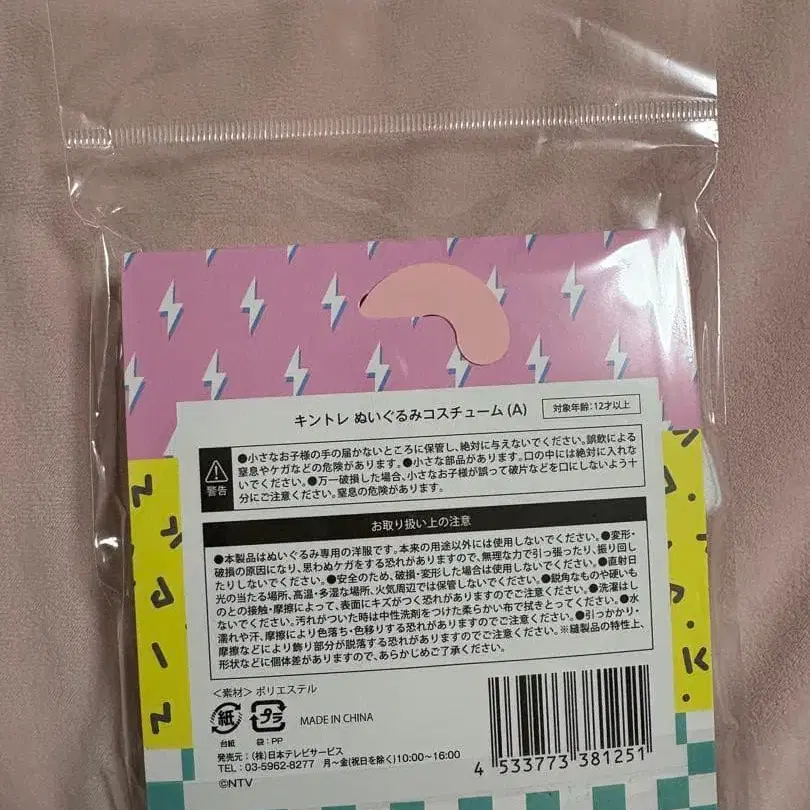 キントレ ぬいぐるみコスチューム (A)
対象年齢:12才以上
警告
●小さなお子様の手の届かないところに保管し、絶対に与えないでください。誤飲による
窒息やケガなどの危険があります。●小さな部品があります。口の中には絶対に入れな
いでください。●万一破損した場合、小さなお子様が誤って破片などを口にしないよう十
分にご注意ください。窒息の危険があります。
お取り扱い上の注意
●本製品はぬいぐるみ専用の洋服です。本来の用途以外には使用しないでください。●変形・
破損の原因になり、思わぬケガをする恐れがありますので、無理な力で引っ張ったり、振り回し
たりしないでください。●安全のため、破損・変形した場合は使用しないでください。●直射日
光の当たる場所、高温・多湿な場所、火気周辺では保管しないでください。●鋭角なものや硬いも
のとの接触・摩擦によって、表面にキズがつく恐れがありますのでご注意ください。●洗濯はし
ないでください。汚れがついた時は中性洗剤をつけた柔らかい布で拭きとってください。●水
濡れや汗、摩擦により色落ち・色移りする恐れがありますのでご注意ください。●引っかかり・
摩擦などにより飾り部分が脱落する恐れがありますのでご注意ください。※縫製品の特性上、
形状などに個体差がありますので、あらかじめご了承ください。
<素材> ポリエステル
紙
プラ
MADE IN CHINA
台紙
袋:PP
発売元:(株)日本テレビサービス
TEL:03-5962-8277 月〜金(祝日を除く)10:00〜16:00
©NTV
4 533773 381251